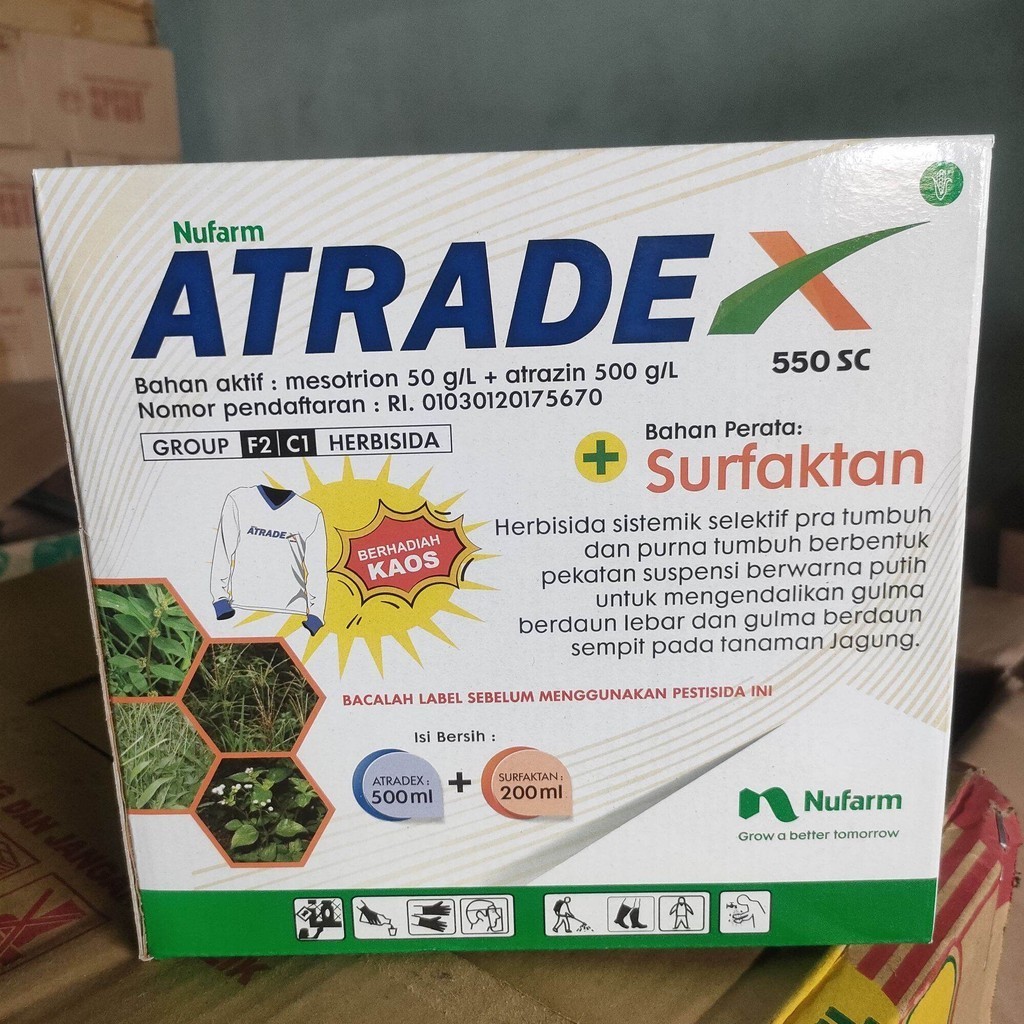 Nufarm
ATRADEX
550 SC
Bahan aktif : mesotrion 50 g/L + atrazin 500 g/L
Nomor pendaftaran : RI. 01030120175670
GROUP F2 C1 HERBISIDA
+ Bahan Perata:
Surfaktan
ATRADEX
BERHADIAH
KAOS
Herbisida sistemik selektif pra tumbuh
dan purna tumbuh berbentuk
pekatan suspensi berwarna putih
untuk mengendalikan gulma
berdaun lebar dan gulma berdaun
sempit pada tanaman Jagung.
BACALAH LABEL SEBELUM MENGGUNAKAN PESTISIDA INI
Isi Bersih :
ATRADEX :
500ml
+
SURFAKTAN :
200ml
Nufarm
Grow a better tomorrow